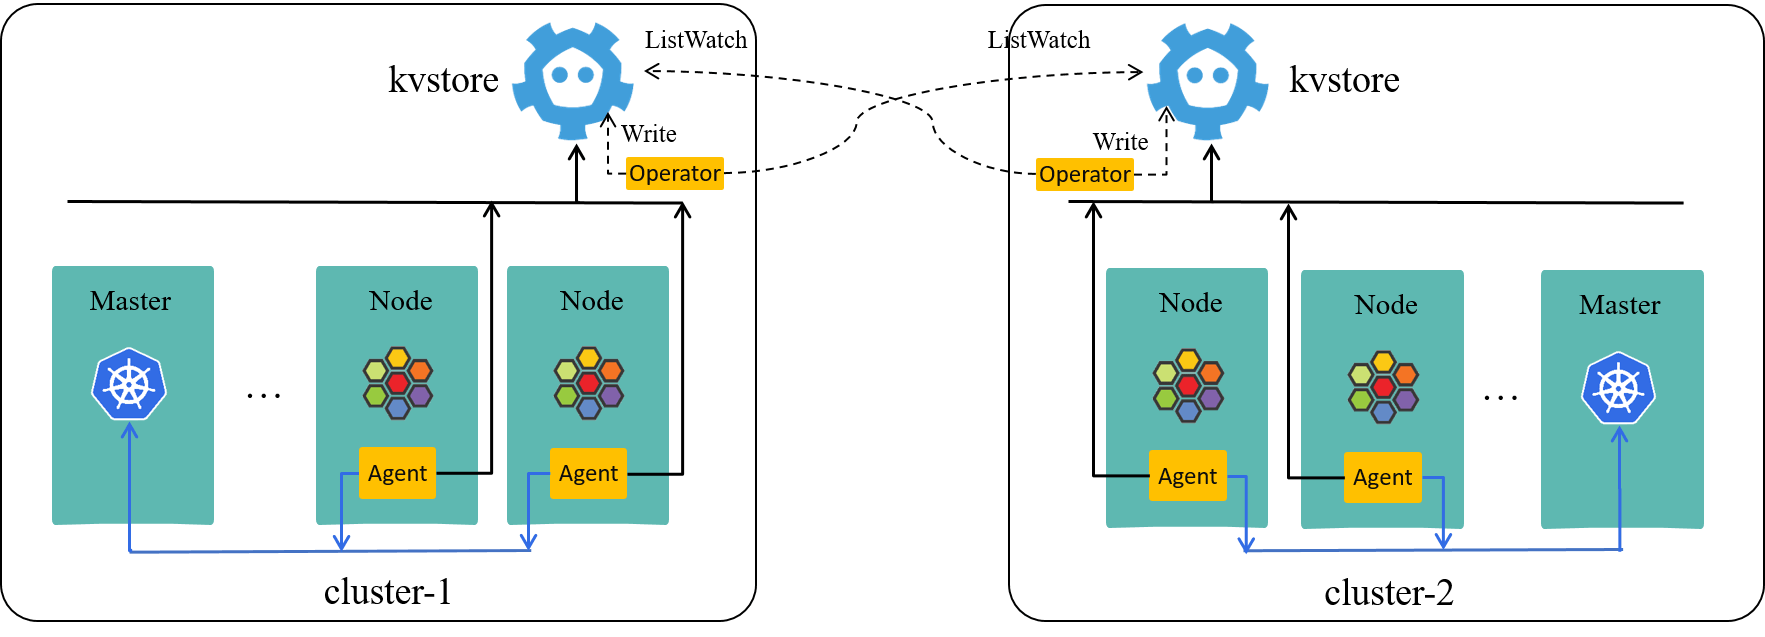 ListWatch
kvstore
Write
Operator
Master
...
Node
Node
Agent
Agent
cluster-1
ListWatch
kvstore
Write
Operator
Node
Node
...
Master
Agent
Agent
cluster-2